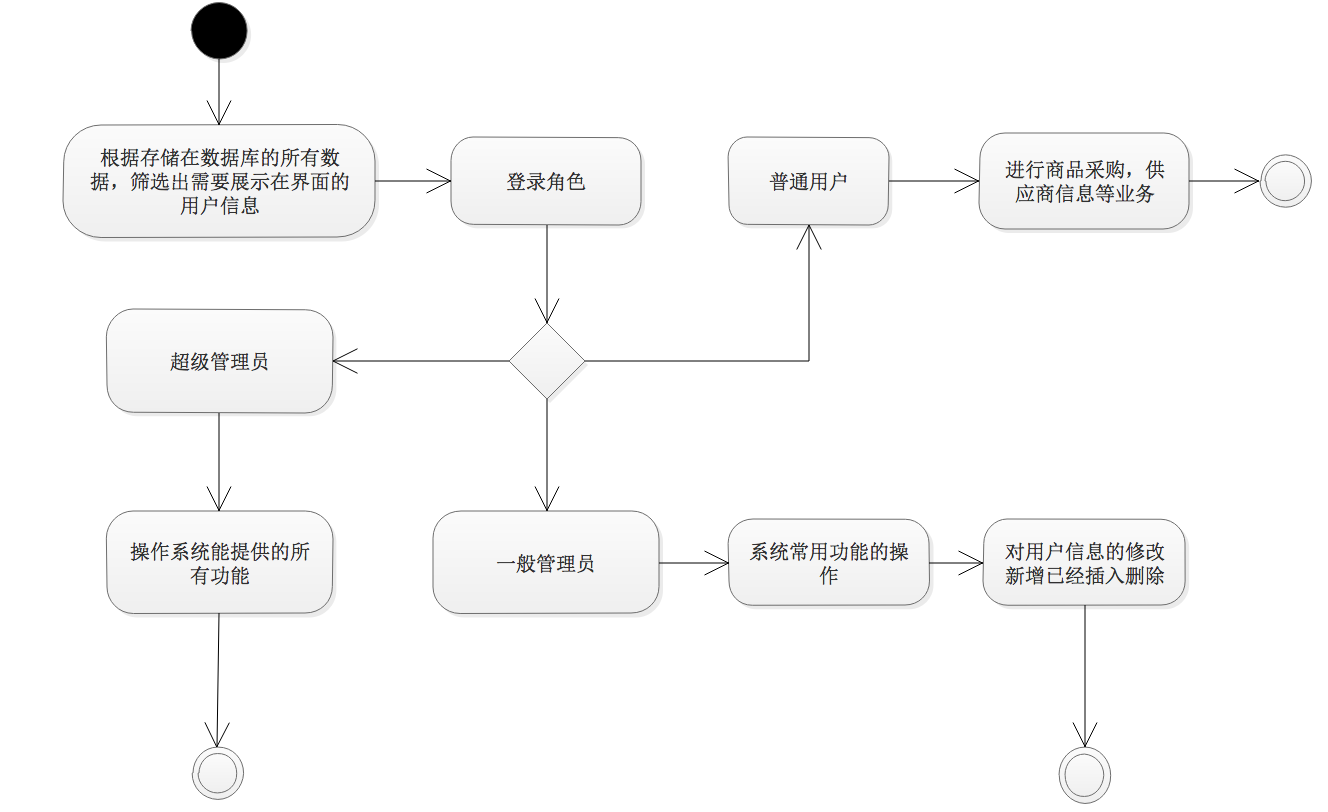 根据存储在数据库的所有数
据，筛选出需要展示在界面的
用户信息
登录角色
普通用户
进行商品采购，供
应商信息等业务
超级管理员
操作系统能提供的所
有功能
一般管理员
系统常用功能的操
作
对用户信息的修改
新增已经插入删除